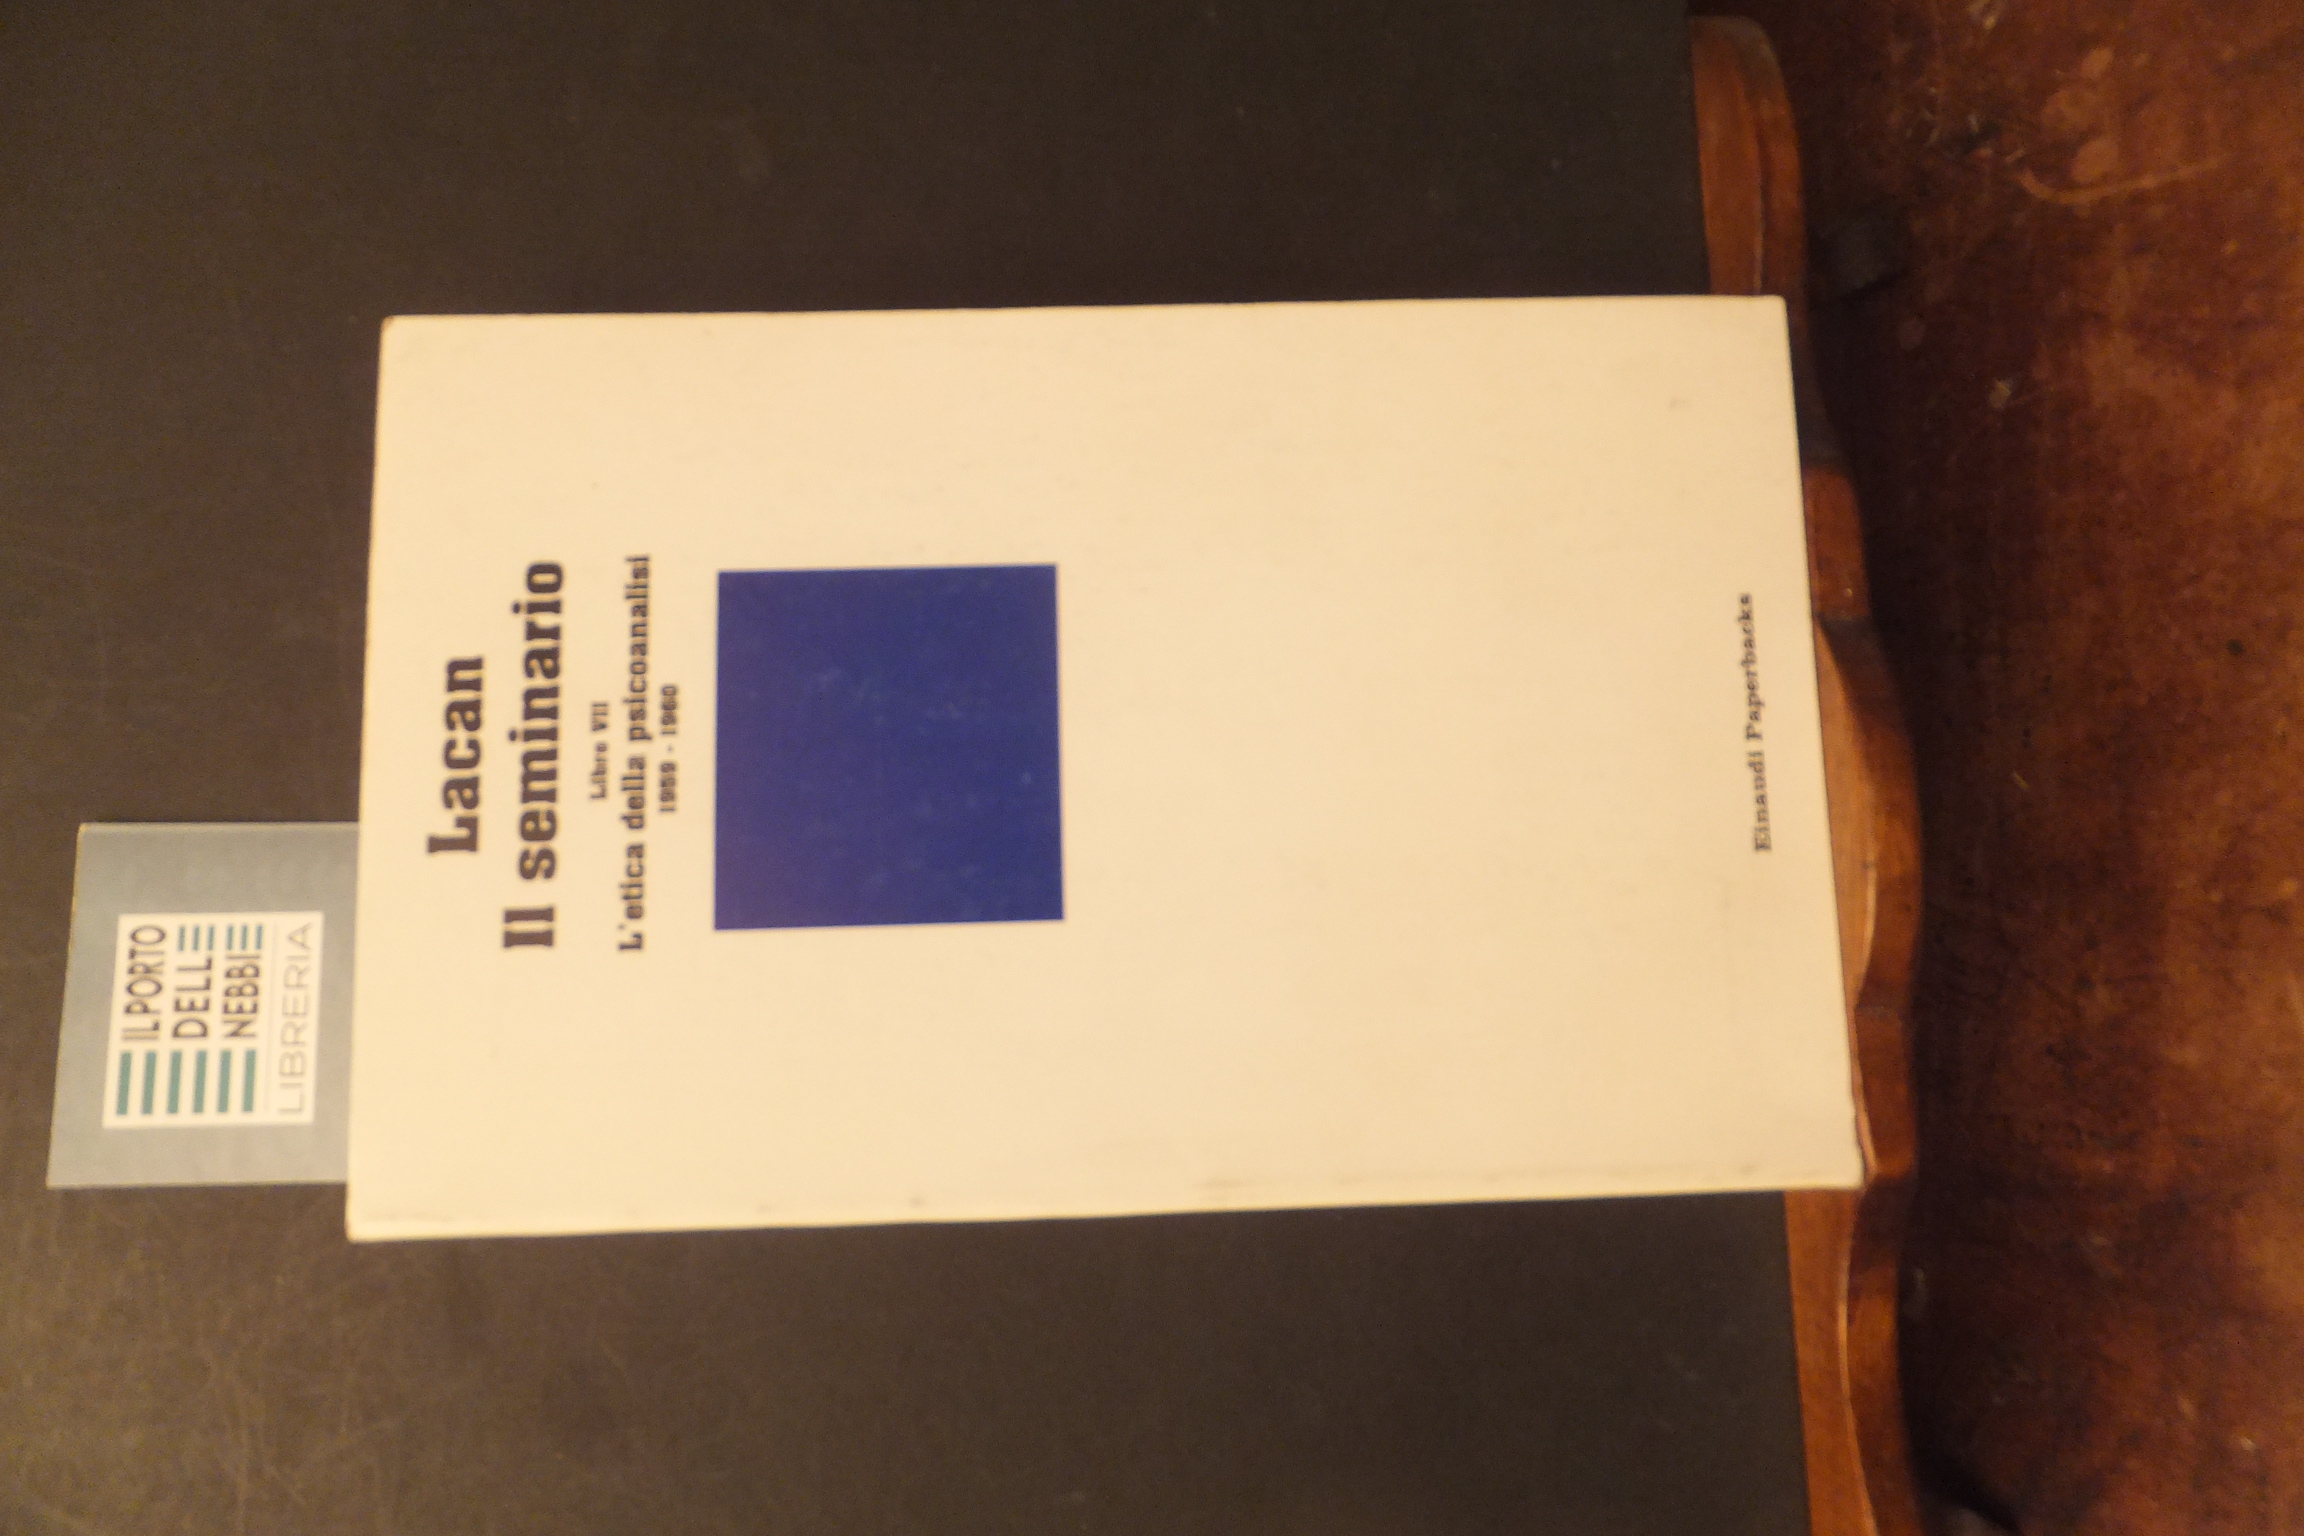 IL PORTO
DELLE
NEBBIE
LIBRERIA
Lacan
Il seminario
Libro VII
L'etica della psicoanalisi
1959 - 1960
Einaudi Paperbacks